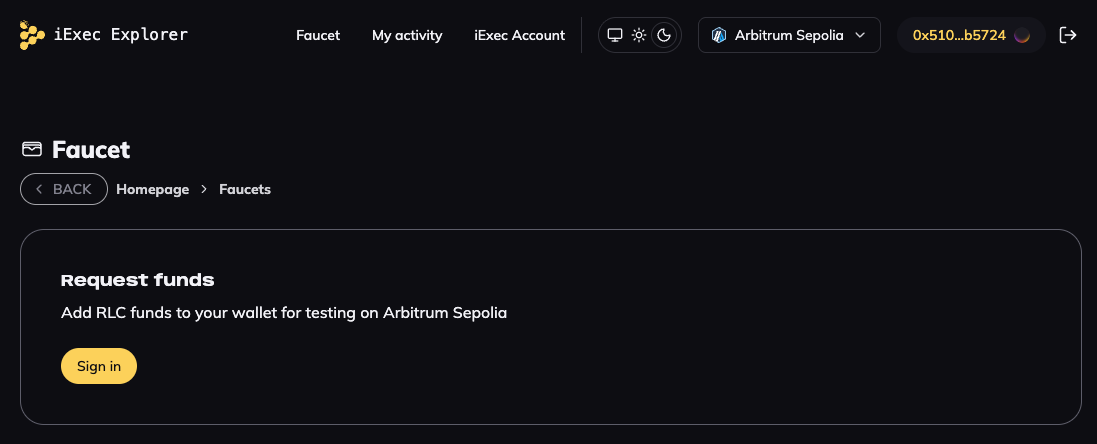 iExec Explorer
Faucet
My activity
iExec Account
Arbitrum Sepolia
0x510...b5724
Faucet
BACK
Homepage
Faucets
Request funds
Add RLC funds to your wallet for testing on Arbitrum Sepolia
Sign in